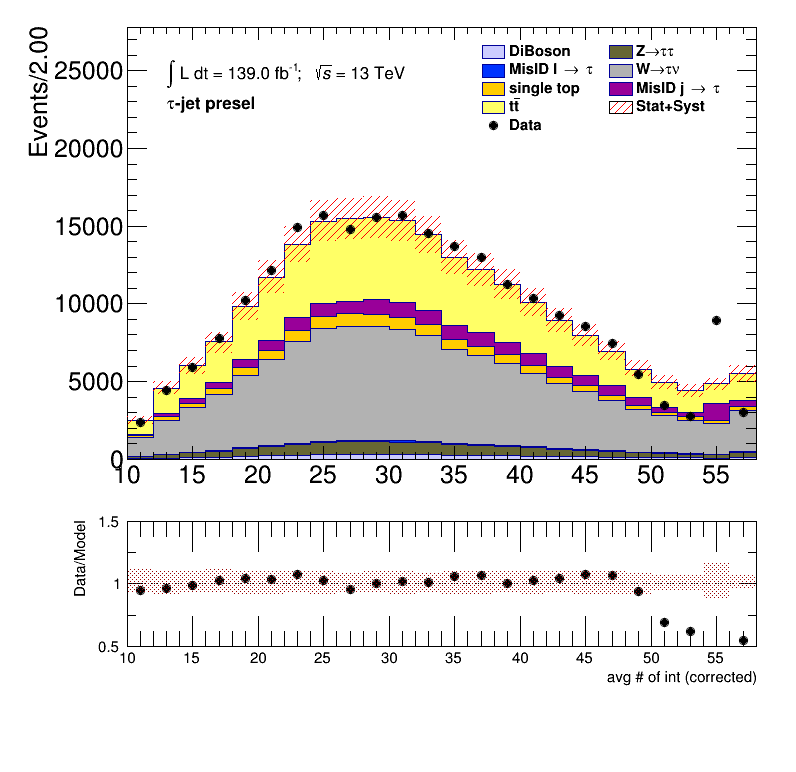 Events/2.00
25000
20000
15000
10000
5000
0
∫ L dt = 139.0 fb⁻¹; √s = 13 TeV
τ-jet presel
DiBoson
MisID l → τ
single top
tt̄
Data
Z→ττ
W→τν
MisID j → τ
Stat+Syst
10 15 20 25 30 35 40 45 50 55
Data/Model
1.5
1
0.5
10 15 20 25 30 35 40 45 50 55
avg # of int (corrected)